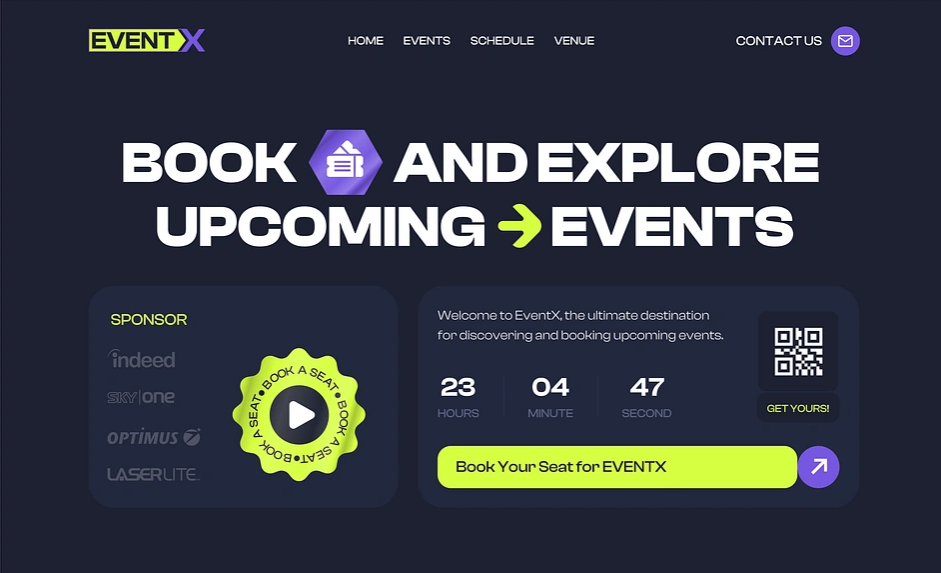 EVENTX
HOME EVENTS SCHEDULE VENUE
CONTACT US
BOOK AND EXPLORE
UPCOMING EVENTS
SPONSOR
indeed
SKY|one
OPTIMUS
LASERLITE
BOOK A SEAT • BOOK A SEAT • BOOK A SEAT •
Welcome to EventX, the ultimate destination
for discovering and booking upcoming events.
23 04 47
HOURS MINUTE SECOND
GET YOURS!
Book Your Seat for EVENTX